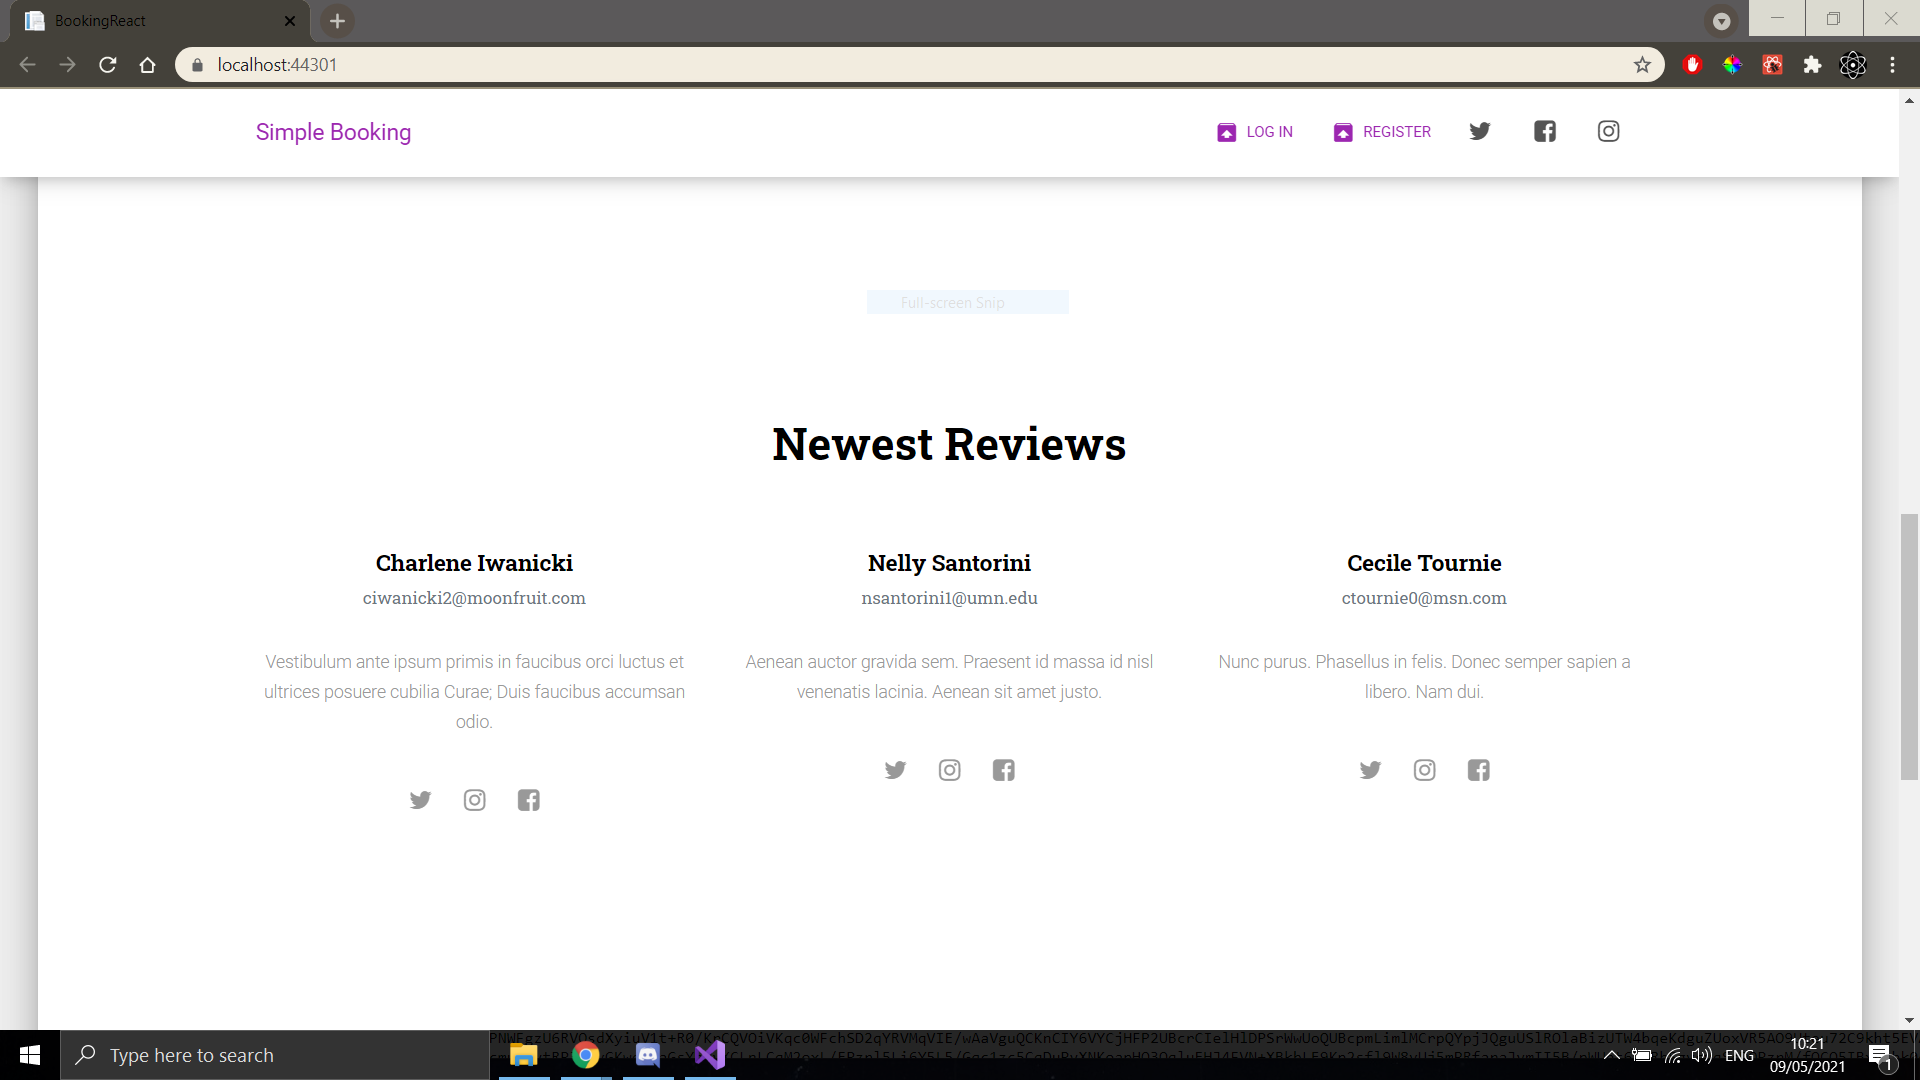 BookingReact
localhost:44301
Simple Booking
LOG IN
REGISTER
Full-screen Snip
Newest Reviews
Charlene Iwanicki
ciwanicki2@moonfruit.com
Vestibulum ante ipsum primis in faucibus orci luctus et
ultrices posuere cubilia Curae; Duis faucibus accumsan
odio.
Nelly Santorini
nsantorini1@umn.edu
Aenean auctor gravida sem. Praesent id massa id nisl
venenatis lacinia. Aenean sit amet justo.
Cecile Tournie
ctournie0@msn.com
Nunc purus. Phasellus in felis. Donec semper sapien a
libero. Nam dui.
Type here to search
ENG
10:21
09/05/2021
1